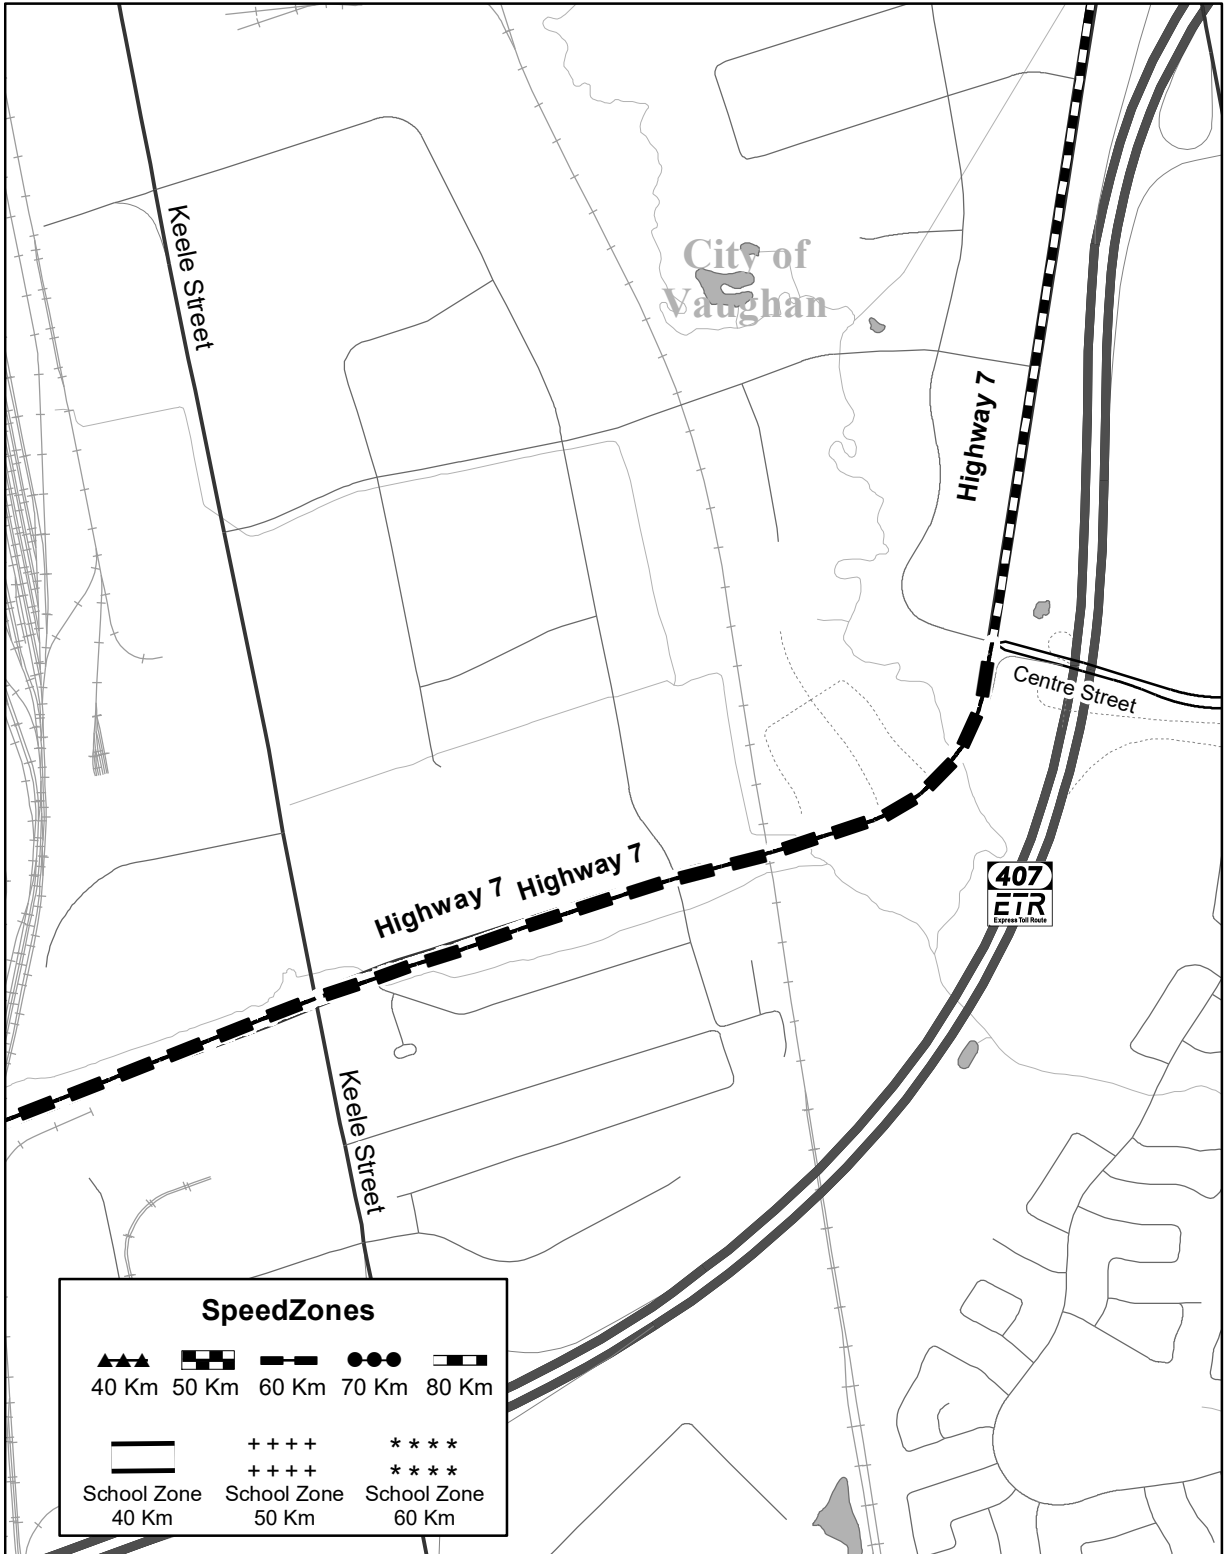 Keele Street
City of
Vaughan
Highway 7
Centre Street
Highway 7
Highway 7
407
ETR
Express Toll Route
Keele Street
SpeedZones
40 Km
50 Km
60 Km
70 Km
80 Km
School Zone
40 Km
School Zone
50 Km
School Zone
60 Km